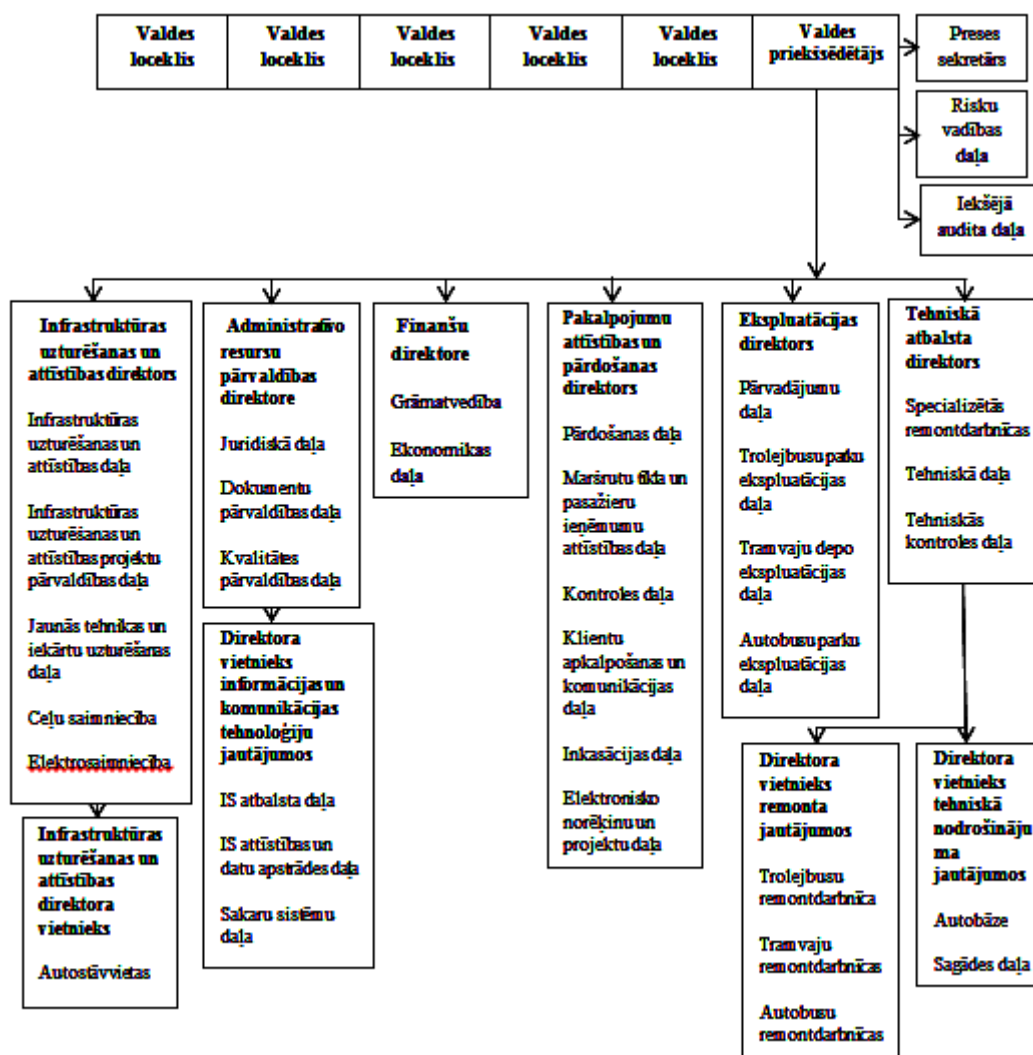 Valdes
loceklis
Valdes
loceklis
Valdes
loceklis
Valdes
loceklis
Valdes
loceklis
Valdes
priekšsēdētājs
Preses
sekretārs
Risku
vadības
daļa
Iekšējā
audita daļa
Infrastruktūras
uzturēšanas un
attīstības direktors
Infrastruktūras
uzturēšanas un
attīstības daļa
Infrastruktūras
uzturēšanas un
attīstības projektu
pārvaldības daļa
Jaunās tehnikas un
iekārtu uzturēšanas
daļa
Ceļu saimniecība
Elektrosaimniecība
Infrastruktūras
uzturēšanas un
attīstības
direktora
vietnieks
Autostāvvietas
Administratīvo
resursu
pārvaldības
direktore
Juridiskā daļa
Dokumentu
pārvaldības daļa
Kvalitātes
pārvaldības daļa
Direktora
vietnieks
informācijas un
komunikācijas
tehnoloģiju
jautājumos
IS atbalsta daļa
IS attīstības un
datu apstrādes daļa
Sakaru sistēmu
daļa
Finanšu
direktore
Grāmatvedība
Ekonomikas
daļa
Pakalpojumu
attīstības un
pārdošanas
direktors
Pārdošanas daļa
Maršrutu tīkla un
pasažieru
ieņēmumu
attīstības daļa
Kontroles daļa
Klientu
apkalpošanas un
komunikācijas
daļa
Inkasācijas daļa
Elektronisko
norēķinu un
projektu daļa
Ekspluatācijas
direktors
Pārvadājumu
daļa
Trolejbusu parku
ekspluatācijas
daļa
Tramvaju depo
ekspluatācijas
daļa
Autobusu parku
ekspluatācijas daļa
Tehniskā
atbalsta
direktors
Specializētās
remontdarbnīcas
Tehniskā daļa
Tehniskās
kontroles daļa
Direktora
vietnieks
remonta
jautājumos
Trolejbusu
remontdarbnīca
Tramvaju
remontdarbnīcas
Autobusu
remontdarbnīcas
Direktora
vietnieks
tehniskā
nodrošināju
ma
jautājumos
Autobāze
Sagādes daļa